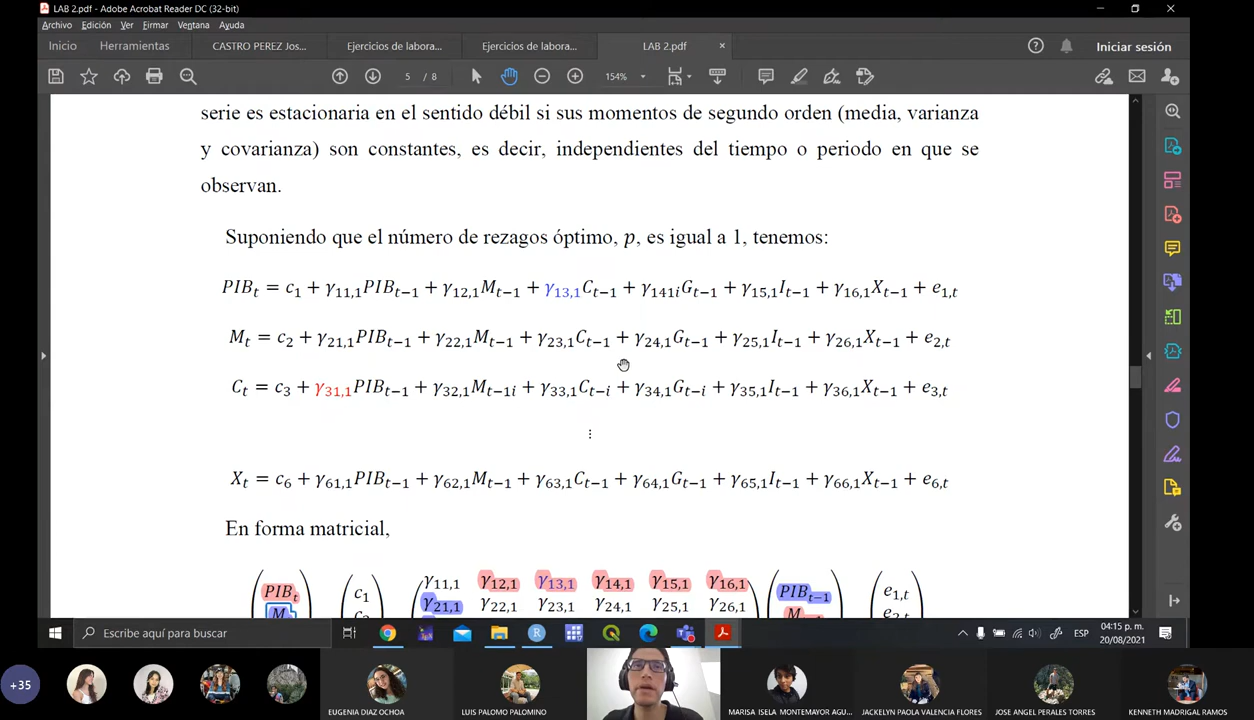 LAB 2.pdf - Adobe Acrobat Reader DC (32-bit)
Archivo Edición Ver Firmar Ventana Ayuda
Inicio Herramientas CASTRO PEREZ Jos... Ejercicios de labora... Ejercicios de labora... LAB 2.pdf × Iniciar sesión
5 / 8 154%
serie es estacionaria en el sentido débil si sus momentos de segundo orden (media, varianza
y covarianza) son constantes, es decir, independientes del tiempo o periodo en que se
observan.
Suponiendo que el número de rezagos óptimo, p, es igual a 1, tenemos:
PIB_t = c_1 + γ_{11,1}PIB_{t−1} + γ_{12,1}M_{t−1} + γ_{13,1}C_{t−1} + γ_{141i}G_{t−1} + γ_{15,1}I_{t−1} + γ_{16,1}X_{t−1} + e_{1,t}
M_t = c_2 + γ_{21,1}PIB_{t−1} + γ_{22,1}M_{t−1} + γ_{23,1}C_{t−1} + γ_{24,1}G_{t−1} + γ_{25,1}I_{t−1} + γ_{26,1}X_{t−1} + e_{2,t}
C_t = c_3 + γ_{31,1}PIB_{t−1} + γ_{32,1}M_{t−1i} + γ_{33,1}C_{t−i} + γ_{34,1}G_{t−i} + γ_{35,1}I_{t−1} + γ_{36,1}X_{t−1} + e_{3,t}
⋮
X_t = c_6 + γ_{61,1}PIB_{t−1} + γ_{62,1}M_{t−1} + γ_{63,1}C_{t−1} + γ_{64,1}G_{t−1} + γ_{65,1}I_{t−1} + γ_{66,1}X_{t−1} + e_{6,t}
En forma matricial,
PIB_t c_1 γ_{11,1} γ_{12,1} γ_{13,1} γ_{14,1} γ_{15,1} γ_{16,1} PIB_{t−1} e_{1,t}
M γ_{21,1} γ_{22,1} γ_{23,1} γ_{24,1} γ_{25,1} γ_{26,1} M e_{2,t}
Escribe aquí para buscar ESP 04:15 p. m.
20/08/2021
+35 EUGENIA DIAZ OCHOA LUIS PALOMO PALOMINO MARISA ISELA MONTEMAYOR AGU... JACKELYN PAOLA VALENCIA FLORES JOSE ANGEL PERALES TORRES KENNETH MADRIGAL RAMOS